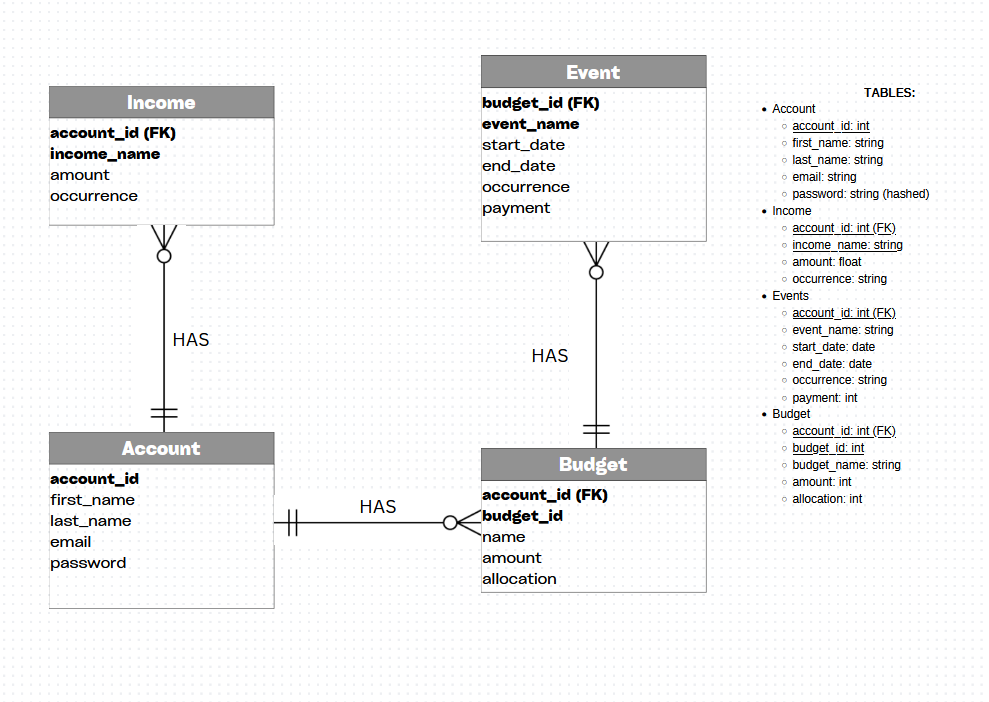 Income
account_id (FK)
income_name
amount
occurrence
Event
budget_id (FK)
event_name
start_date
end_date
occurrence
payment
HAS
HAS
Account
account_id
first_name
last_name
email
password
HAS
Budget
account_id (FK)
budget_id
name
amount
allocation
TABLES:
Account
account_id: int
first_name: string
last_name: string
email: string
password: string (hashed)
Income
account_id: int (FK)
income_name: string
amount: float
occurrence: string
Events
account_id: int (FK)
event_name: string
start_date: date
end_date: date
occurrence: string
payment: int
Budget
account_id: int (FK)
budget_id: int
budget_name: string
amount: int
allocation: int